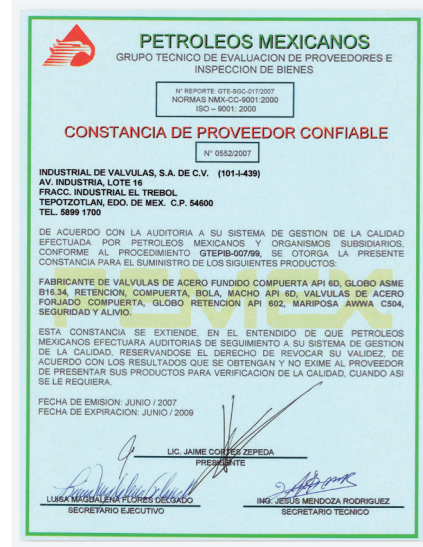 PETROLEOS MEXICANOS
GRUPO TECNICO DE EVALUACION DE PROVEEDORES E
INSPECCION DE BIENES
N° REPORTE: GTE-SGC-017/2007
NORMAS NMX-CC-9001:2000
ISO – 9001: 2000
CONSTANCIA DE PROVEEDOR CONFIABLE
N° 0552/2007
INDUSTRIAL DE VALVULAS, S.A. DE C.V. (101-I-439)
AV. INDUSTRIA, LOTE 16
FRACC. INDUSTRIAL EL TREBOL
TEPOTZOTLAN, EDO. DE MEX. C.P. 54600
TEL. 5899 1700
DE ACUERDO CON LA AUDITORIA A SU SISTEMA DE GESTION DE LA CALIDAD
EFECTUADA POR PETROLEOS MEXICANOS Y ORGANISMOS SUBSIDIARIOS,
CONFORME AL PROCEDIMIENTO GTEPIB-007/99, SE OTORGA LA PRESENTE
CONSTANCIA PARA EL SUMINISTRO DE LOS SIGUIENTES PRODUCTOS:
FABRICANTE DE VALVULAS DE ACERO FUNDIDO COMPUERTA API 6D, GLOBO ASME
B16.34, RETENCION, COMPUERTA, BOLA, MACHO API 6D, VALVULAS DE ACERO
FORJADO COMPUERTA, GLOBO RETENCION API 602, MARIPOSA AWWA C504,
SEGURIDAD Y ALIVIO.
ESTA CONSTANCIA SE EXTIENDE, EN EL ENTENDIDO DE QUE PETROLEOS
MEXICANOS EFECTUARA AUDITORIAS DE SEGUIMIENTO A SU SISTEMA DE GESTION
DE LA CALIDAD, RESERVANDOSE EL DERECHO DE REVOCAR SU VALIDEZ, DE
ACUERDO CON LOS RESULTADOS QUE SE OBTENGAN Y NO EXIME AL PROVEEDOR
DE PRESENTAR SUS PRODUCTOS PARA VERIFICACION DE LA CALIDAD, CUANDO ASI
SE LE REQUIERA.
FECHA DE EMISION: JUNIO / 2007
FECHA DE EXPIRACION: JUNIO / 2009
LIC. JAIME CORTES ZEPEDA
PRESIDENTE
LUISA MAGDALENA FLORES DELGADO
SECRETARIO EJECUTIVO
ING. JESUS MENDOZA RODRIGUEZ
SECRETARIO TECNICO
PEMEX